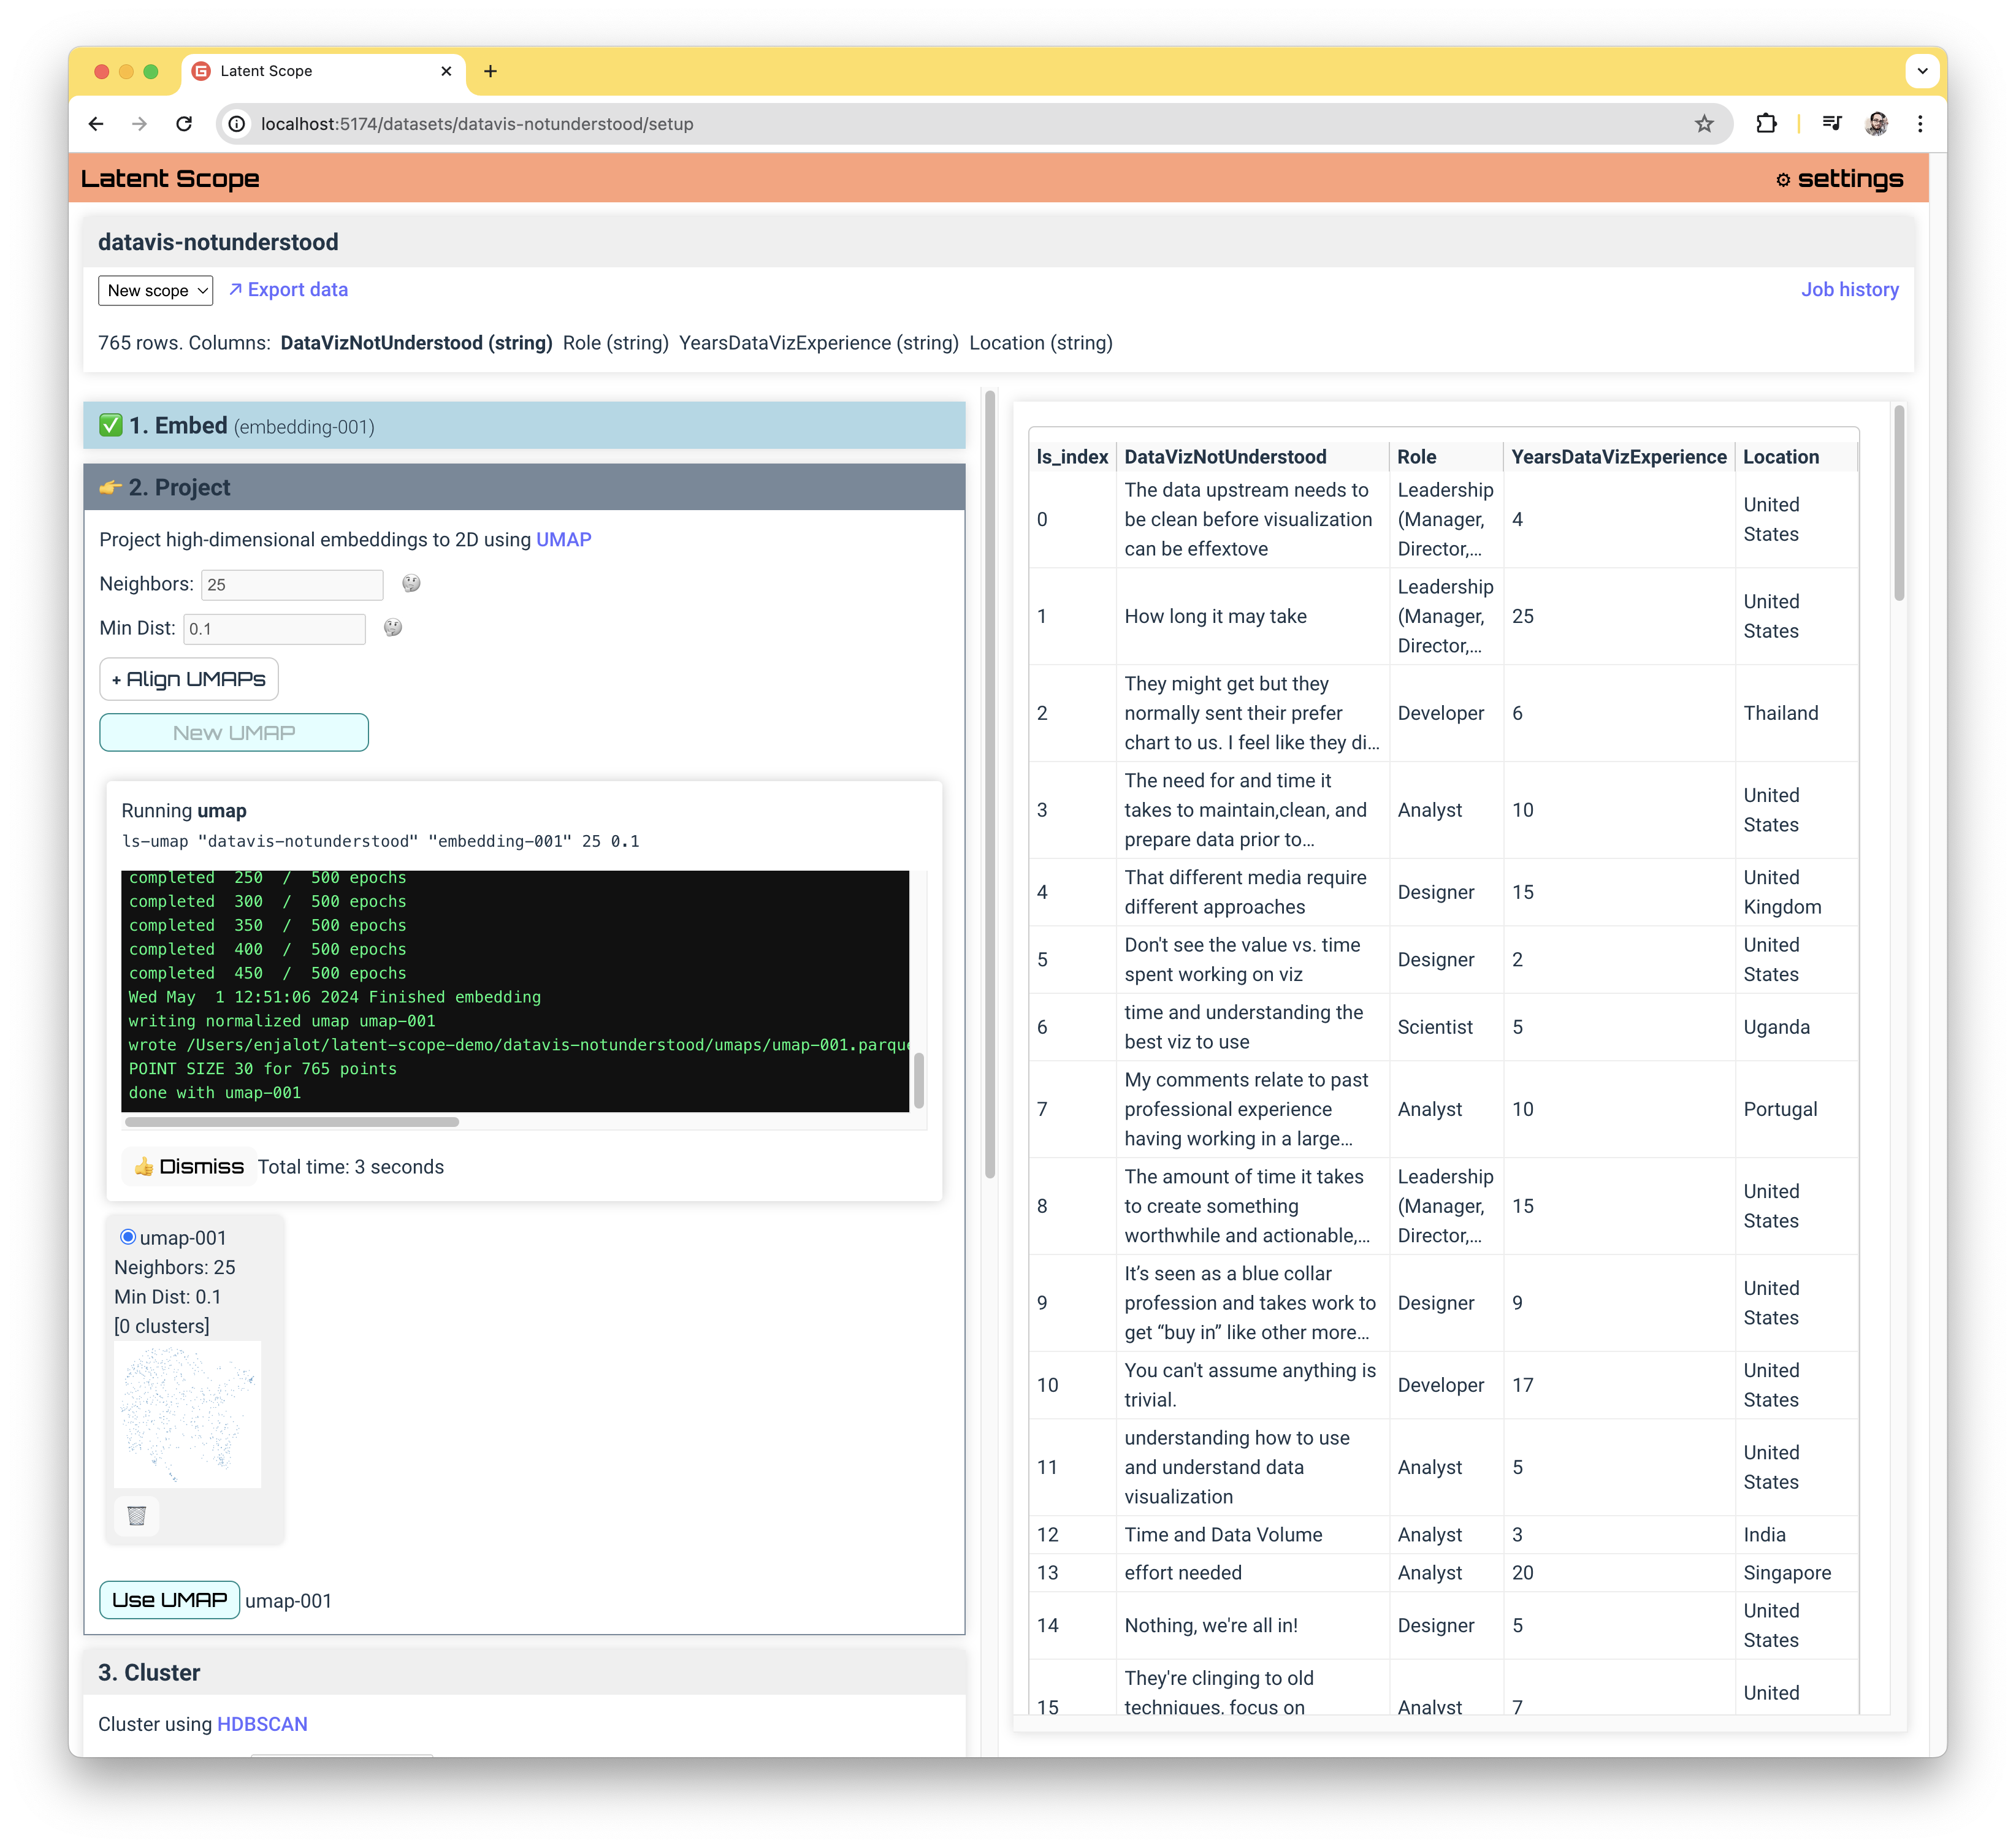 Latent Scope
localhost:5174/datasets/datavis-notunderstood/setup
Latent Scope
⚙ settings
datavis-notunderstood
New scope
↗ Export data
Job history
765 rows. Columns: DataVizNotUnderstood (string) Role (string) YearsDataVizExperience (string) Location (string)
✅ 1. Embed (embedding-001)
👉 2. Project
Project high-dimensional embeddings to 2D using UMAP
Neighbors: 25 🤔
Min Dist: 0.1 🤔
+ Align UMAPs
New UMAP
Running umap
ls-umap "datavis-notunderstood" "embedding-001" 25 0.1
completed 250 / 500 epochs
completed 300 / 500 epochs
completed 350 / 500 epochs
completed 400 / 500 epochs
completed 450 / 500 epochs
Wed May 1 12:51:06 2024 Finished embedding
writing normalized umap umap-001
wrote /Users/enjalot/latent-scope-demo/datavis-notunderstood/umaps/umap-001.parque
POINT SIZE 30 for 765 points
done with umap-001
👍 Dismiss Total time: 3 seconds
umap-001
Neighbors: 25
Min Dist: 0.1
[0 clusters]
Use UMAP umap-001
3. Cluster
Cluster using HDBSCAN
ls_index DataVizNotUnderstood Role YearsDataVizExperience Location
0
The data upstream needs to
be clean before visualization
can be effextove
Leadership
(Manager,
Director,...
4
United
States
1
How long it may take
Leadership
(Manager,
Director,...
25
United
States
2
They might get but they
normally sent their prefer
chart to us. I feel like they di...
Developer
6
Thailand
3
The need for and time it
takes to maintain,clean, and
prepare data prior to...
Analyst
10
United
States
4
That different media require
different approaches
Designer
15
United
Kingdom
5
Don't see the value vs. time
spent working on viz
Designer
2
United
States
6
time and understanding the
best viz to use
Scientist
5
Uganda
7
My comments relate to past
professional experience
having working in a large...
Analyst
10
Portugal
8
The amount of time it takes
to create something
worthwhile and actionable,...
Leadership
(Manager,
Director,...
15
United
States
9
It’s seen as a blue collar
profession and takes work to
get “buy in” like other more...
Designer
9
United
States
10
You can't assume anything is
trivial.
Developer
17
United
States
11
understanding how to use
and understand data
visualization
Analyst
5
United
States
12
Time and Data Volume
Analyst
3
India
13
effort needed
Analyst
20
Singapore
14
Nothing, we're all in!
Designer
5
United
States
15
They're clinging to old
techniques, focus on
Analyst
7
United